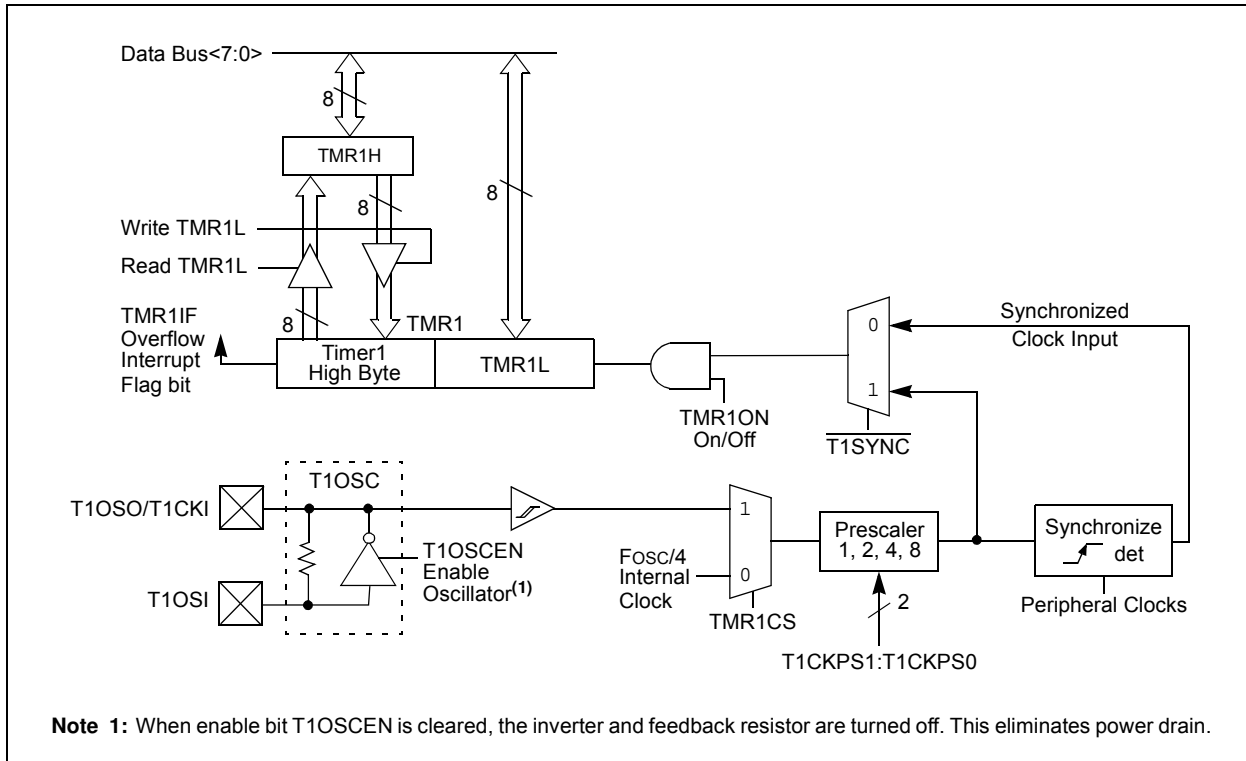 Data Bus<7:0>
8
TMR1H
8
8
Write TMR1L
Read TMR1L
TMR1IF
Overflow
Interrupt
Flag bit
8
TMR1
Timer1
High Byte
TMR1L
TMR1ON
On/Off
0
1
T1SYNC
Synchronized
Clock Input
T1OSC
T1OSO/T1CKI
T1OSI
T1OSCEN
Enable
Oscillator(1)
FOSC/4
Internal
Clock
1
0
TMR1CS
Prescaler
1, 2, 4, 8
2
T1CKPS1:T1CKPS0
Synchronize
det
Peripheral Clocks
Note 1: When enable bit T1OSCEN is cleared, the inverter and feedback resistor are turned off. This eliminates power drain.